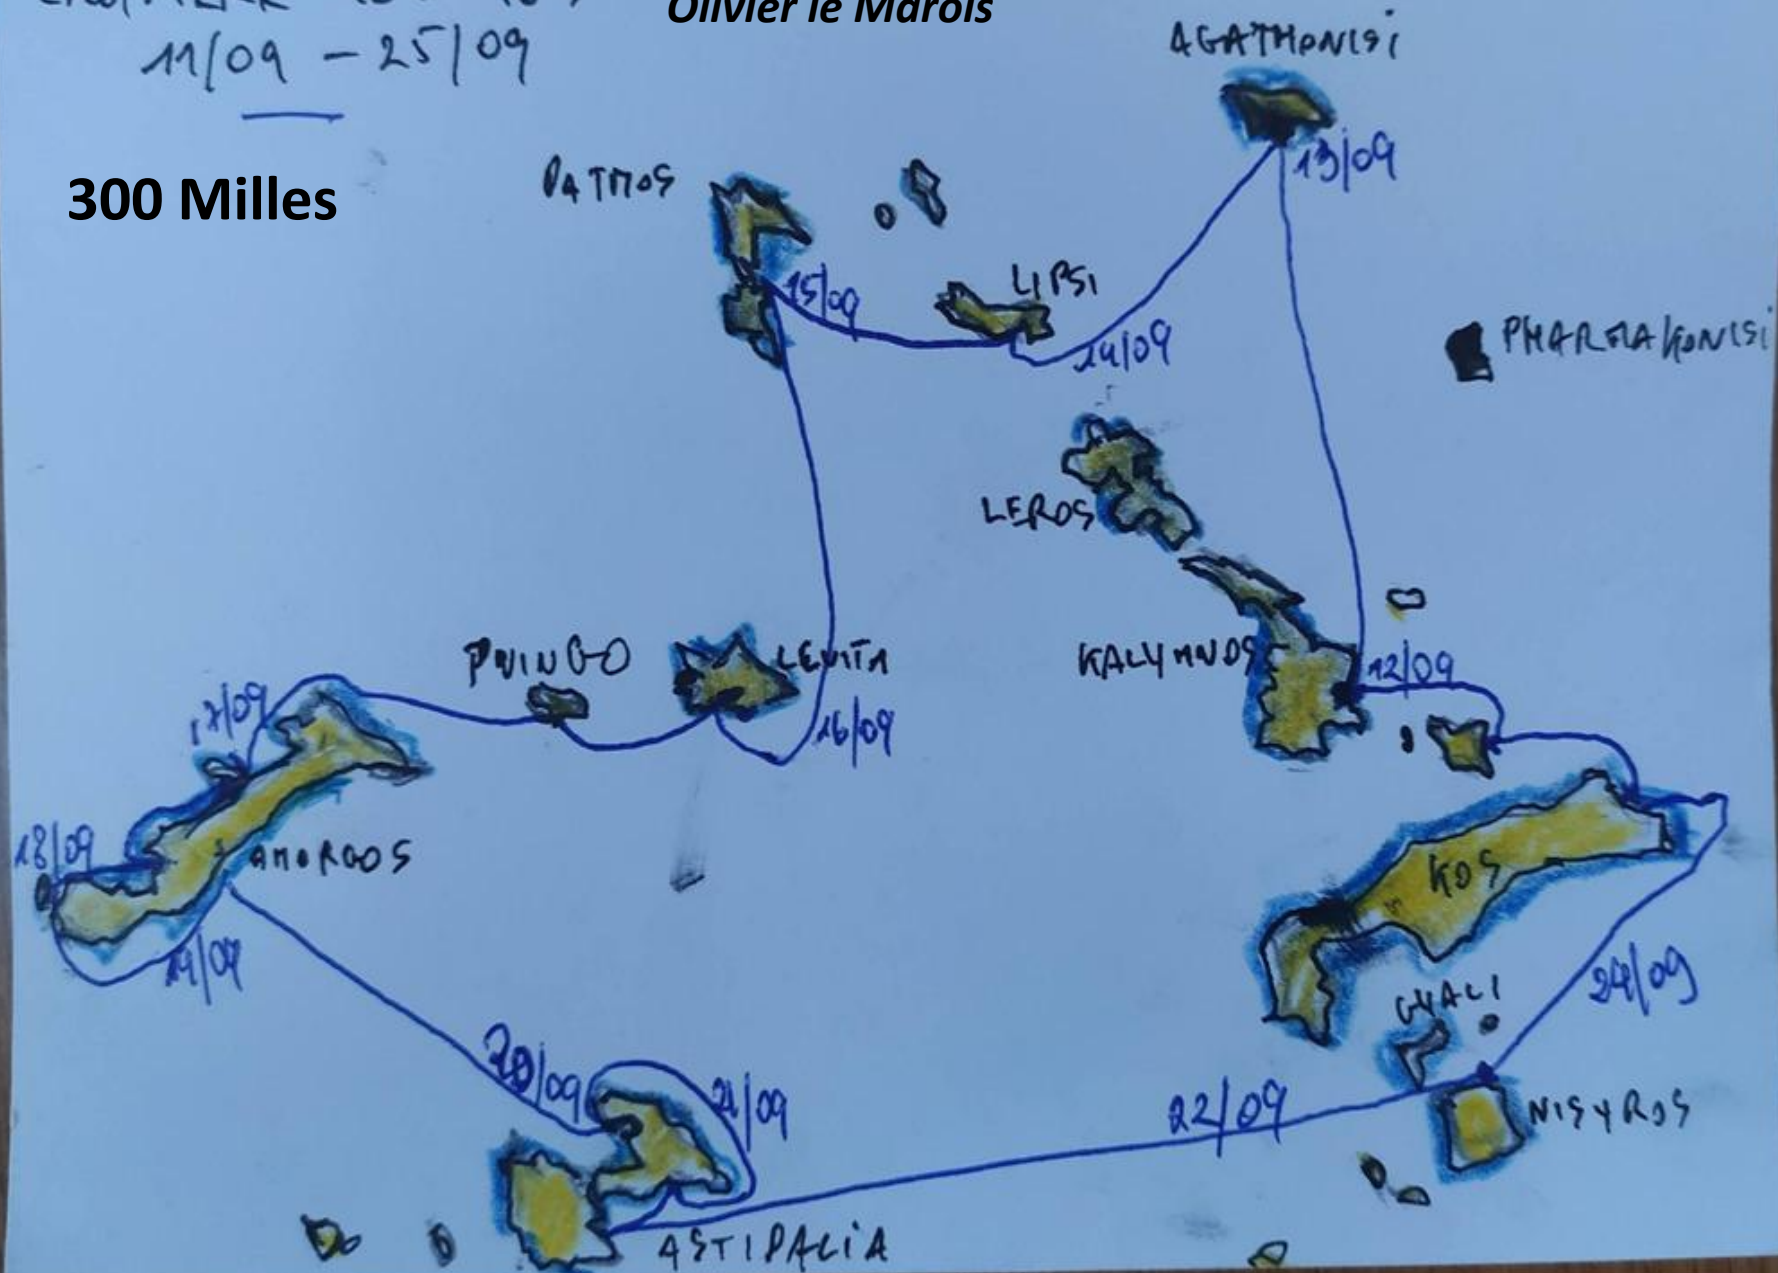 Olivier le Marois
11/09 - 25/09
AGATHONISI
300 Milles
PATMOS
13/09
LIPSI
15/09
14/09
PHARMAKONISI
LEROS
LEVITA
KALYMNOS
12/09
17/09
16/09
18/09
AMORGOS
KOS
19/09
24/09
GYALI
20/09
21/09
22/09
NISYROS
ASTIPALIA